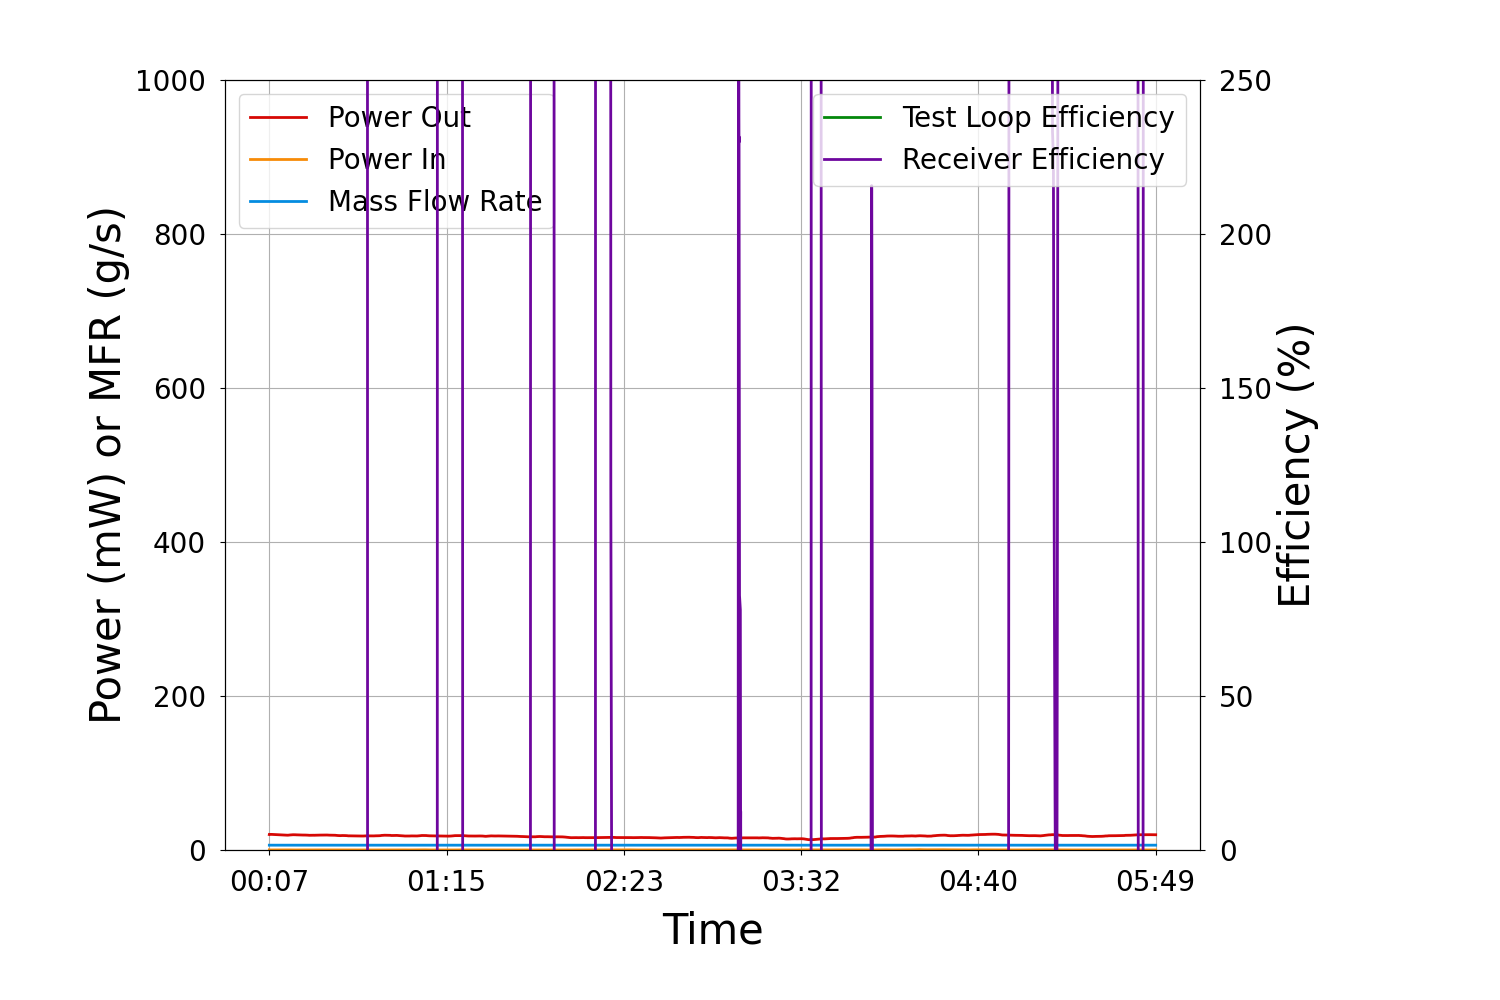 1000
800
600
400
200
0
Power (mW) or MFR (g/s)
Power Out
Power In
Mass Flow Rate
Test Loop Efficiency
Receiver Efficiency
250
200
150
100
50
0
Efficiency (%)
00:07 01:15 02:23 03:32 04:40 05:49
Time